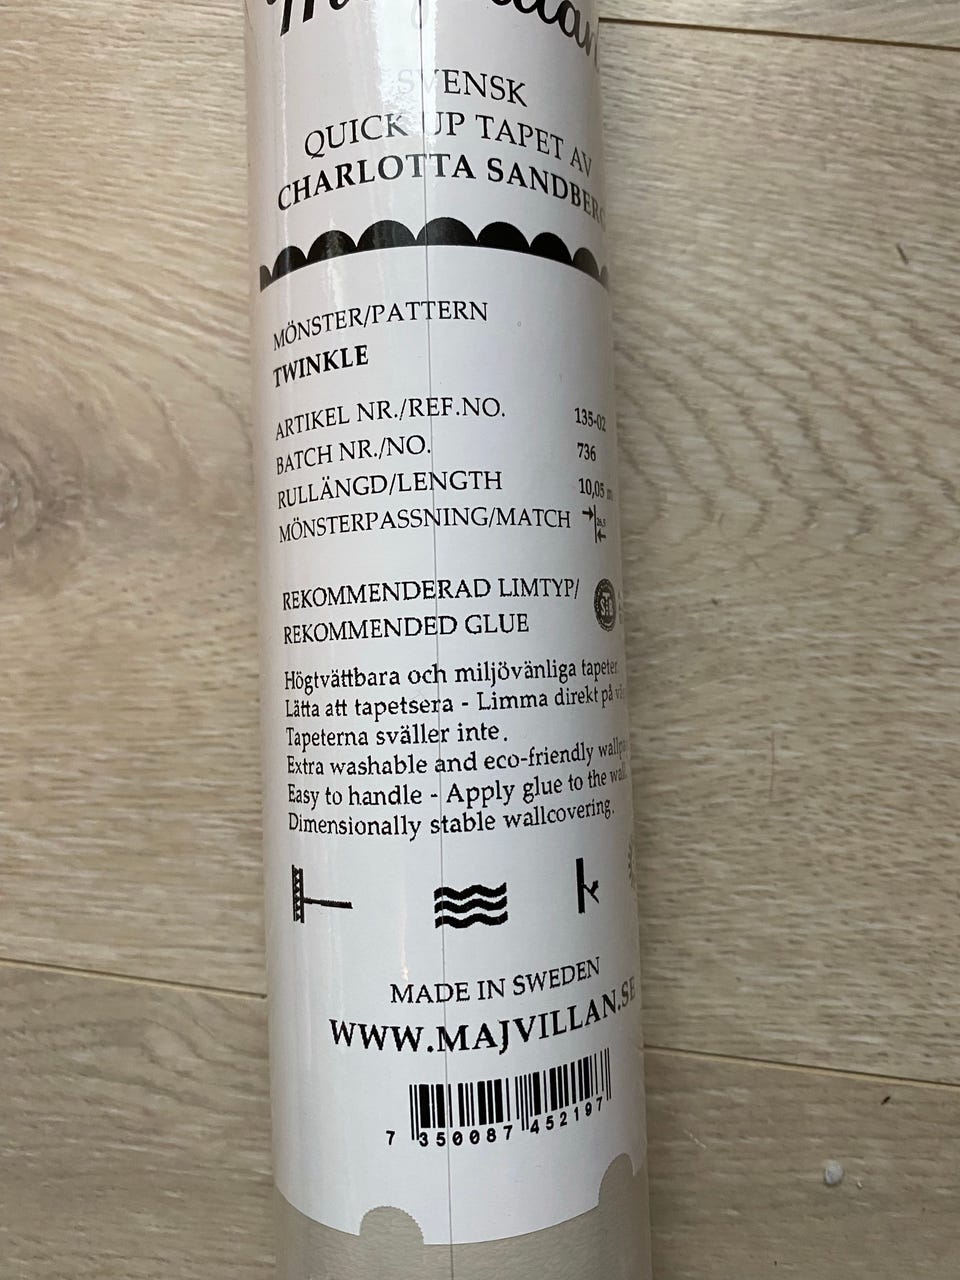 SVENSK
QUICK UP TAPET AV
CHARLOTTA SANDBERG
MÖNSTER/PATTERN
TWINKLE
ARTIKEL NR./REF.NO. 135-02
BATCH NR./NO. 736
RULLÄNGD/LENGTH 10,05 m
MÖNSTERPASSNING/MATCH
REKOMMENDERAD LIMTYP/
REKOMMENDED GLUE
Högtvättbara och miljövänliga tapeter
Lätta att tapetsera - Limma direkt på
Tapeterna sväller inte.
Extra washable and eco-friendly
Easy to handle - Apply glue to the wall.
Dimensionally stable wallcovering.
MADE IN SWEDEN
WWW.MAJVILLAN.SE
7 350087 452197